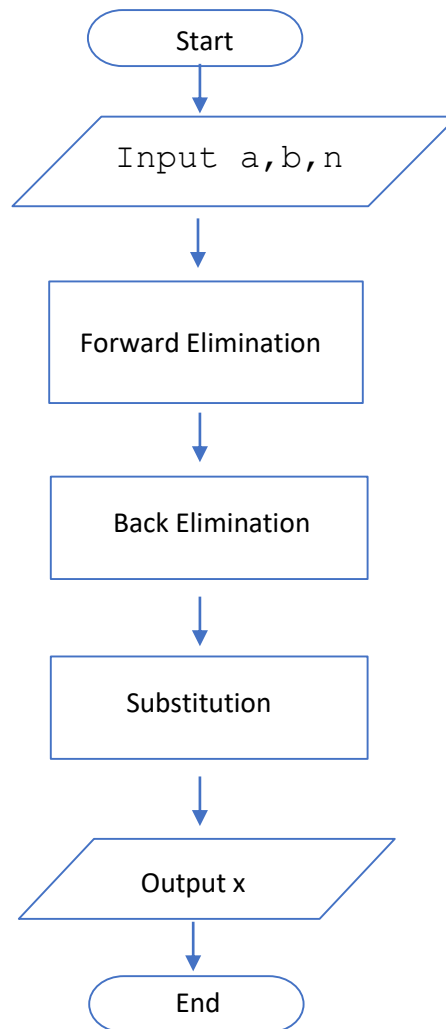 Start
Input a,b,n
Forward Elimination
Back Elimination
Substitution
Output x
End